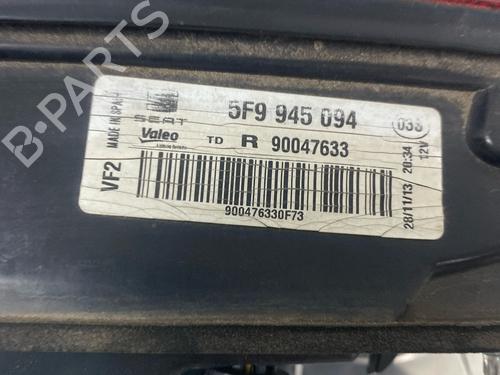 MADE IN SPAIN
SEAT
5F9 945 094
033
Valeo
TD R 90047633
12V
VF2
900476330F73
28/11/13 20:34
B-PARTS